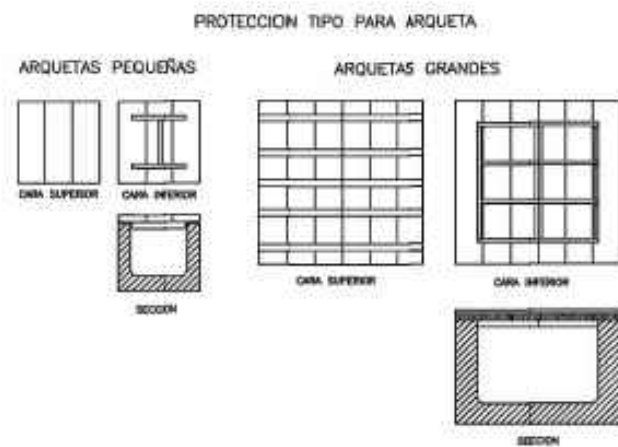 PROTECCION TIPO PARA ARQUETA
ARQUETAS PEQUEÑAS
ARQUETAS GRANDES
CARA SUPERIOR
CARA INFERIOR
SECCION
CARA SUPERIOR
CARA INFERIOR
SECCION